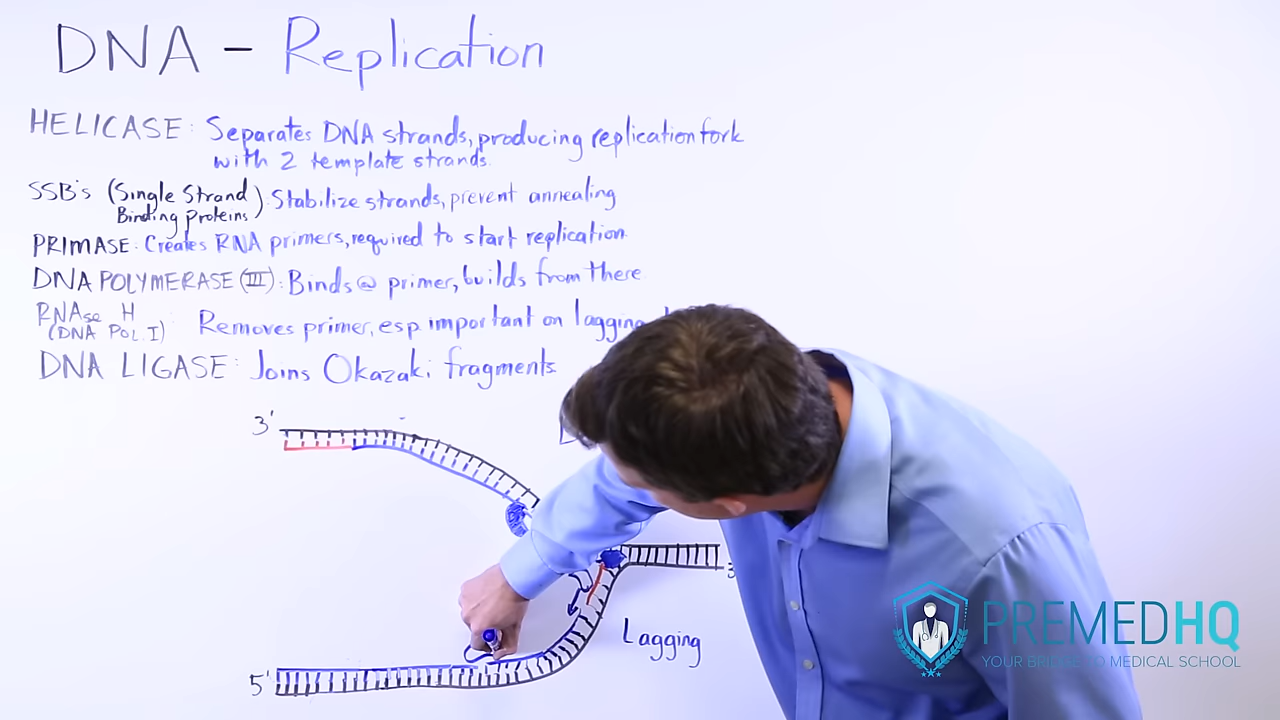 DNA - Replication
HELICASE: Separates DNA strands, producing replication fork
with 2 template strands.
SSB's (Single Strand Binding Proteins): Stabilize strands, prevent annealing
PRIMASE: Creates RNA primers, required to start replication.
DNA POLYMERASE (III): Binds @ primer, builds from there.
RNAse H (DNA Pol. I): Removes primer, esp important on lagging
DNA LIGASE: Joins Okazaki fragments.
3'
3
Lagging
5'
PREMEDHQ
YOUR BRIDGE TO MEDICAL SCHOOL